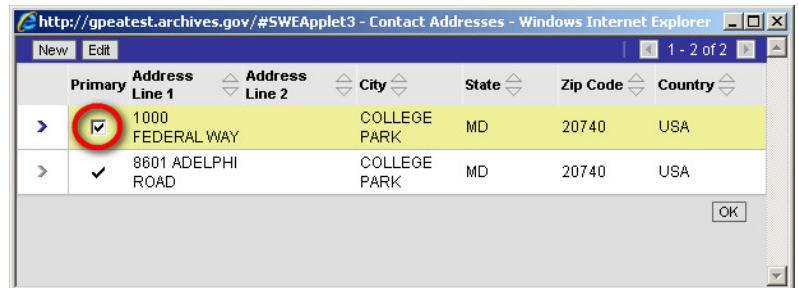 http://gpeatest.archives.gov/#SWEApplet3 - Contact Addresses - Windows Internet Explorer
New Edit 1 - 2 of 2
Primary Address Line 1 Address Line 2 City State Zip Code Country
1000 FEDERAL WAY COLLEGE PARK MD 20740 USA
8601 ADELPHI ROAD COLLEGE PARK MD 20740 USA
OK